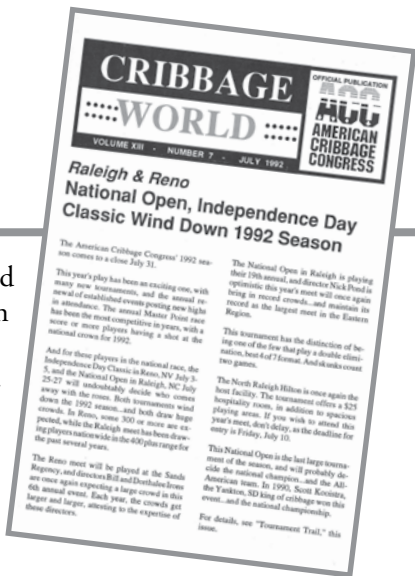 CRIBBAGE
WORLD
VOLUME XIII · NUMBER 7 · JULY 1992
OFFICIAL PUBLICATION
ACC
AMERICAN
CRIBBAGE
CONGRESS
Raleigh & Reno
National Open, Independence Day
Classic Wind Down 1992 Season
The American Cribbage Congress' 1992 sea-
son comes to a close July 31.
This year's play has been an exciting one, with
many new tournaments, and the annual re-
newal of established events posting new highs
in attendance. The annual Master Point race
has been the most competitive in years, with a
score or more players having a shot at the
national crown for 1992.
And for these players in the national race, the
Independence Day Classic in Reno, NV July 3-
5, and the National Open in Raleigh, NC July
25-27 will undoubtedly decide who comes
away with the roses. Both tournaments wind
down the 1992 season...and both draw huge
crowds. In Reno, some 300 or more are ex-
pected, while the Raleigh meet has been draw-
ing players nationwide in the 400 plus range for
the past several years.
The Reno meet will be played at the Sands
Regency, and directors Bill and Dorthalee Irons
are once again expecting a large crowd in this
6th annual event. Each year, the crowds get
larger and larger, attesting to the expertise of
these directors.
The National Open in Raleigh is playing
their 19th annual, and director Nick Pond is
optimistic this year's meet will once again
bring in record crowds...and maintain its
record as the largest meet in the Eastern
Region.
This tournament has the distinction of be-
ing one of the few that play a double elimi-
nation, best 4 of 7 format. And skunks count
two games.
The North Raleigh Hilton is once again the
host facility. The tournament offers a $25
hospitality room, in addition to spacious
playing areas. If you wish to attend this
year's meet, don't delay, as the deadline for
entry is Friday, July 10.
This National Open is the last large tourna-
ment of the season, and will probably de-
cide the national champion...and the All-
American team. In 1990, Scott Kooistra,
the Yankton, SD king of cribbage won this
event...and the national championship.
For details, see "Tournament Trail," this
issue.